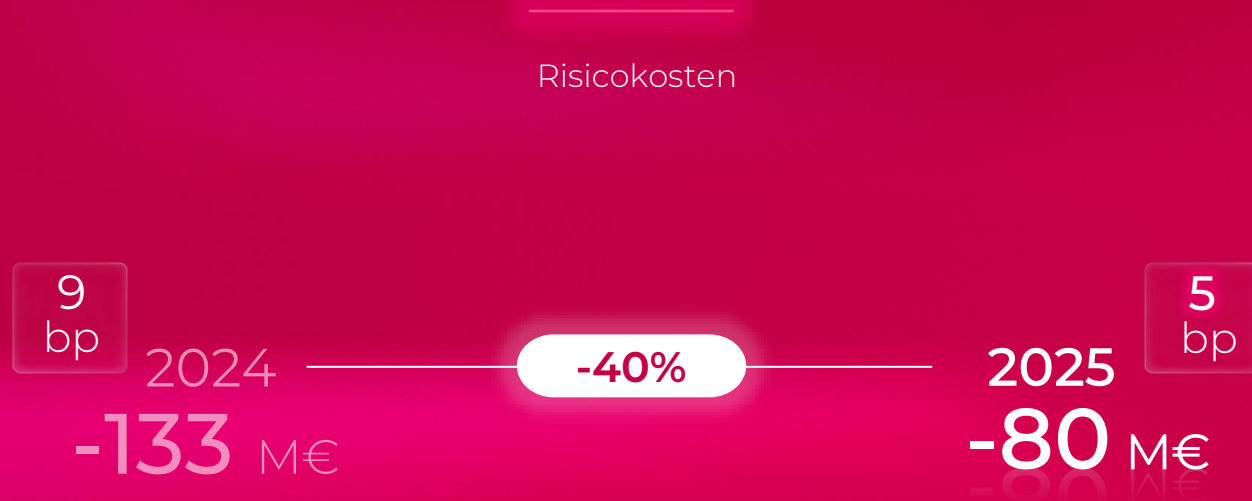 Risicokosten
9
bp
2024
-133 M€
-40%
5
bp
2025
-80 M€